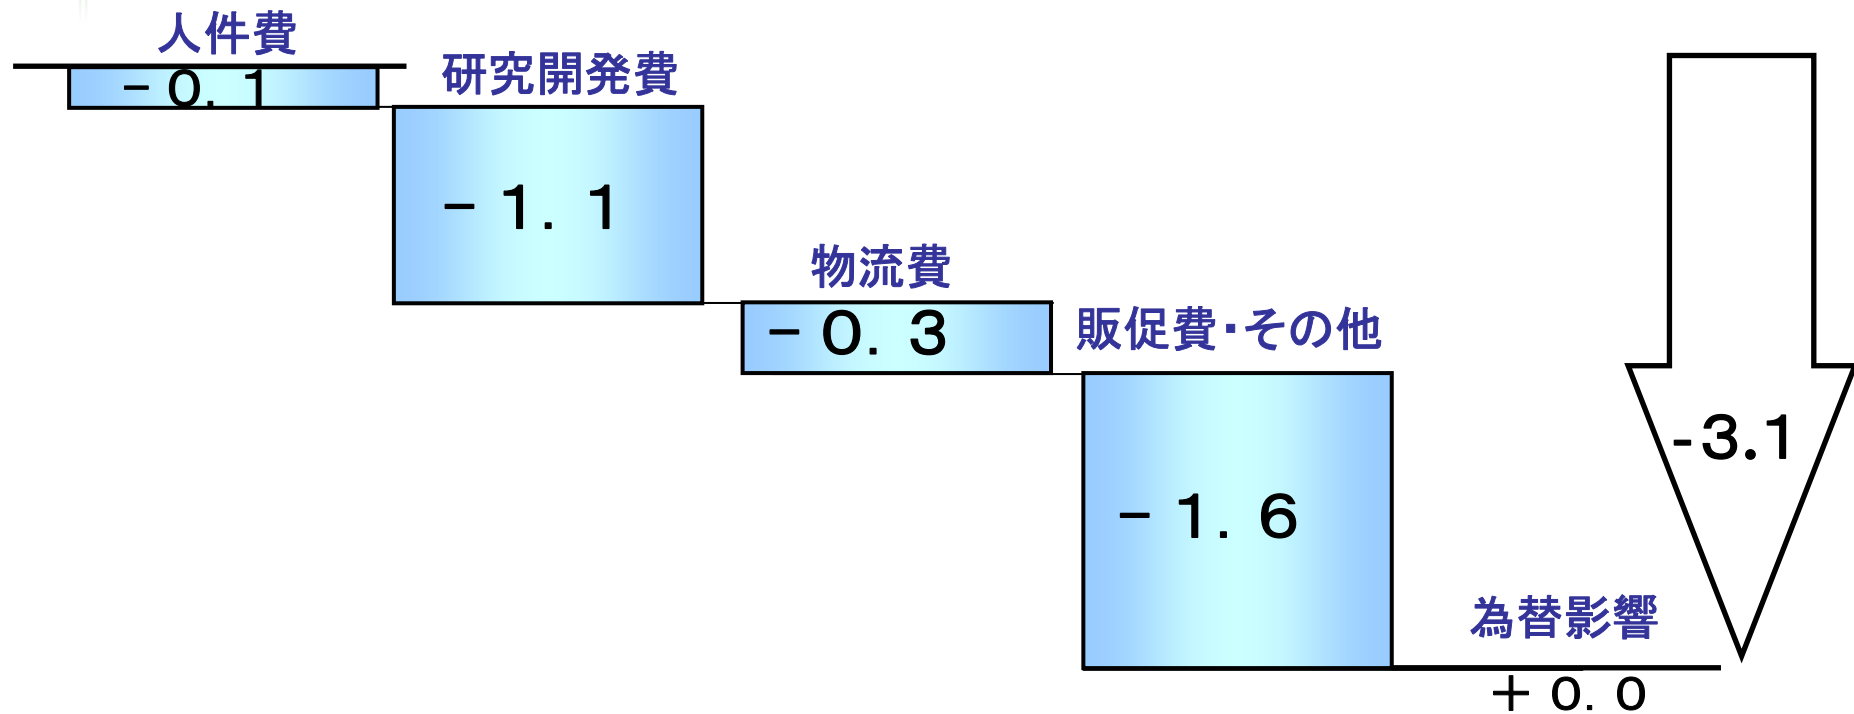 人件費
－０．１
研究開発費
－１．１
物流費
－０．３
販促費・その他
－１．６
為替影響
＋０．０
-3.1